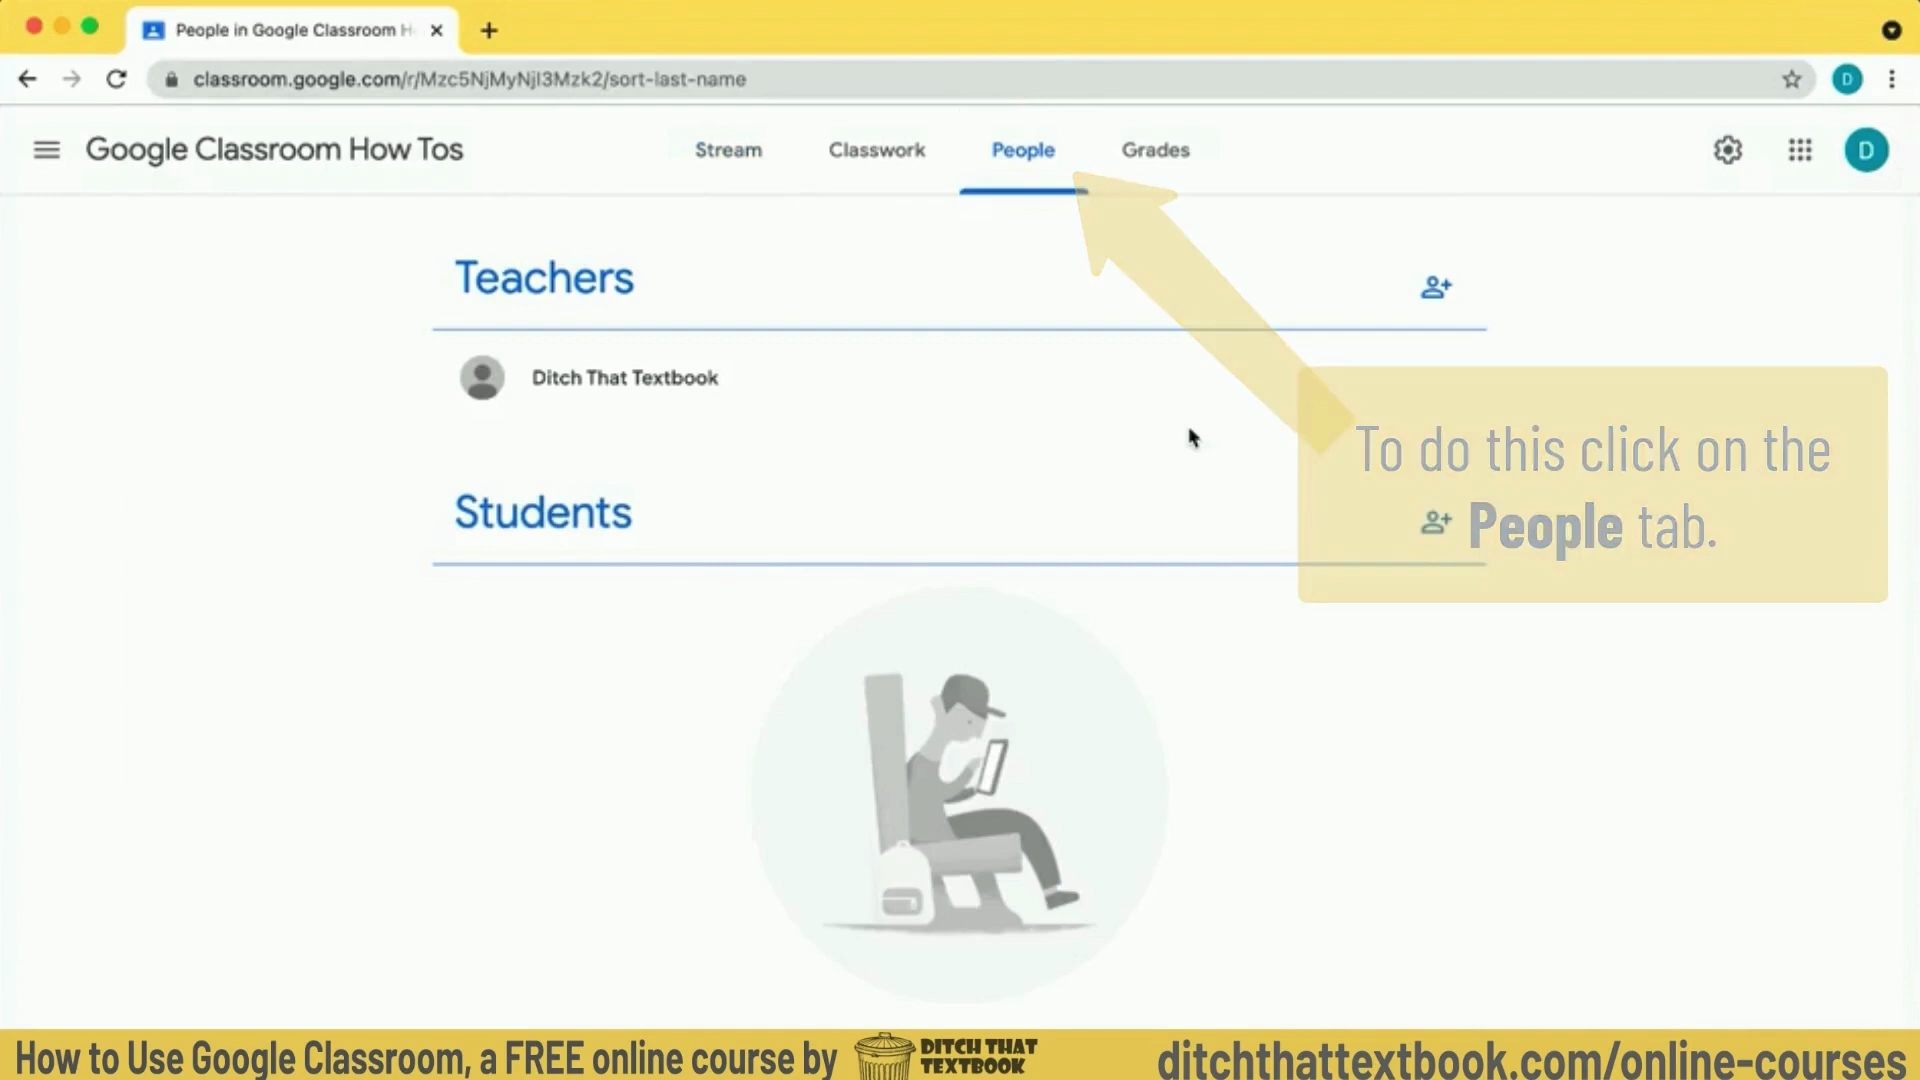 People in Google Classroom H
classroom.google.com/r/Mzc5NjMyNjI3Mzk2/sort-last-name
D
Google Classroom How Tos
Stream
Classwork
People
Grades
D
Teachers
Ditch That Textbook
To do this click on the
People tab.
Students
How to Use Google Classroom, a FREE online course by
DITCH THAT
TEXTBOOK
ditchthattextbook.com/online-courses